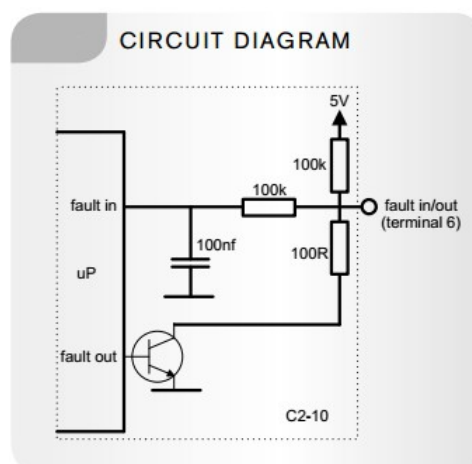 CIRCUIT DIAGRAM
5V
100k
100k
fault in
fault in/out
(terminal 6)
100nf
100R
uP
fault out
C2-10